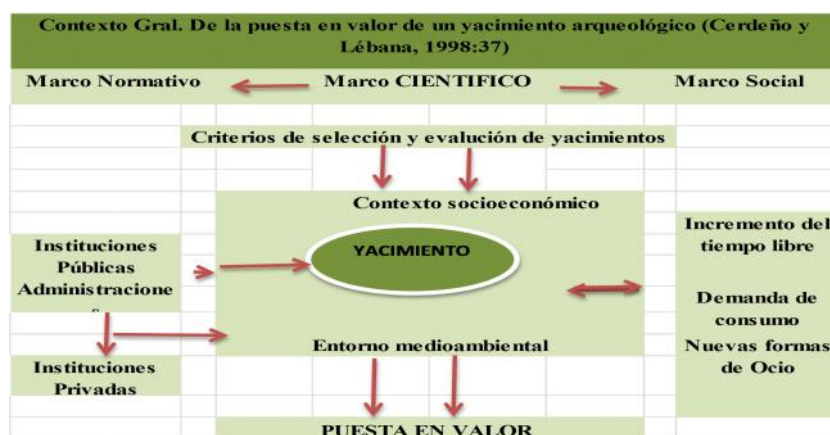 Contexto Gral. De la puesta en valor de un yacimiento arqueológico (Cerdeño y
Lébana, 1998:37)
Marco Normativo
Marco CIENTIFICO
Marco Social
Criterios de selección y evalución de yacimientos
Contexto socioeconómico
YACIMIENTO
Entorno medioambiental
Instituciones
Públicas
Administracione
Instituciones
Privadas
Incremento del
tiempo libre
Demanda de
consumo
Nuevas formas
de Ocio
PUESTA EN VALOR